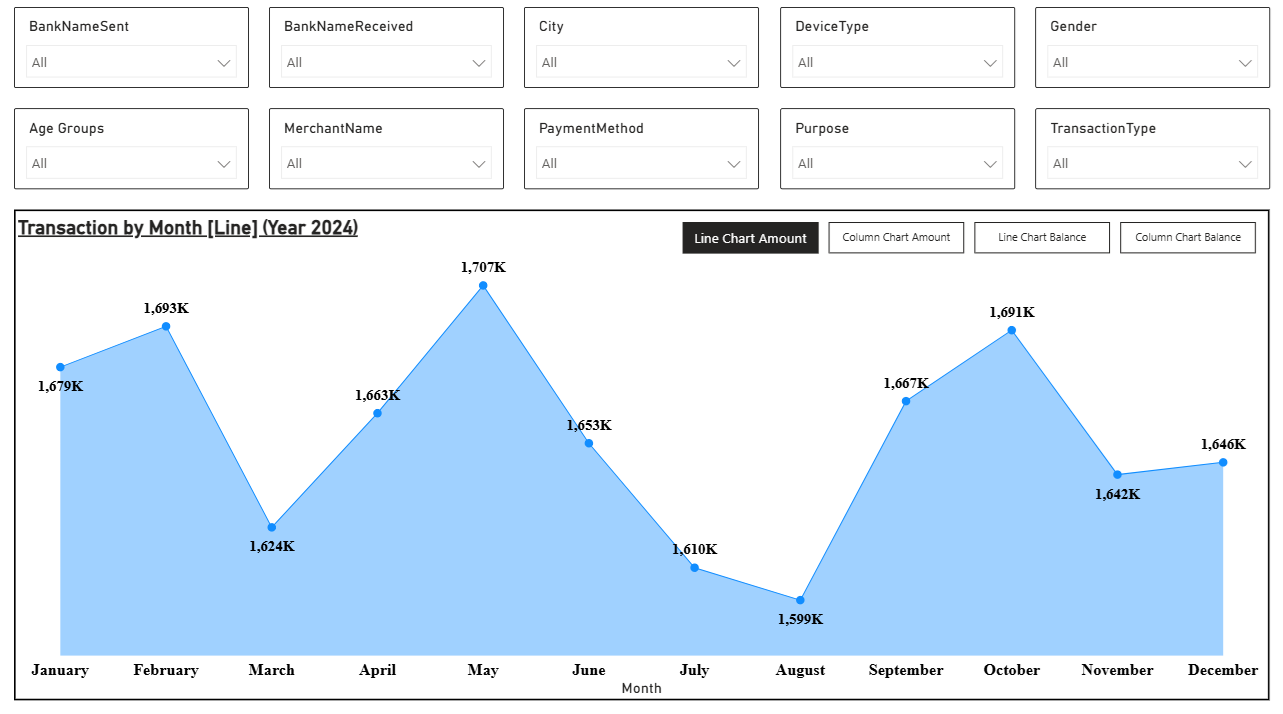 BankNameSent
BankNameReceived
City
DeviceType
Gender
All
All
All
All
All
Age Groups
MerchantName
PaymentMethod
Purpose
TransactionType
All
All
All
All
All
Transaction by Month [Line] (Year 2024)
Line Chart Amount
Column Chart Amount
Line Chart Balance
Column Chart Balance
1,679K
1,693K
1,624K
1,663K
1,707K
1,653K
1,610K
1,599K
1,667K
1,691K
1,642K
1,646K
January
February
March
April
May
June
July
August
September
October
November
December
Month